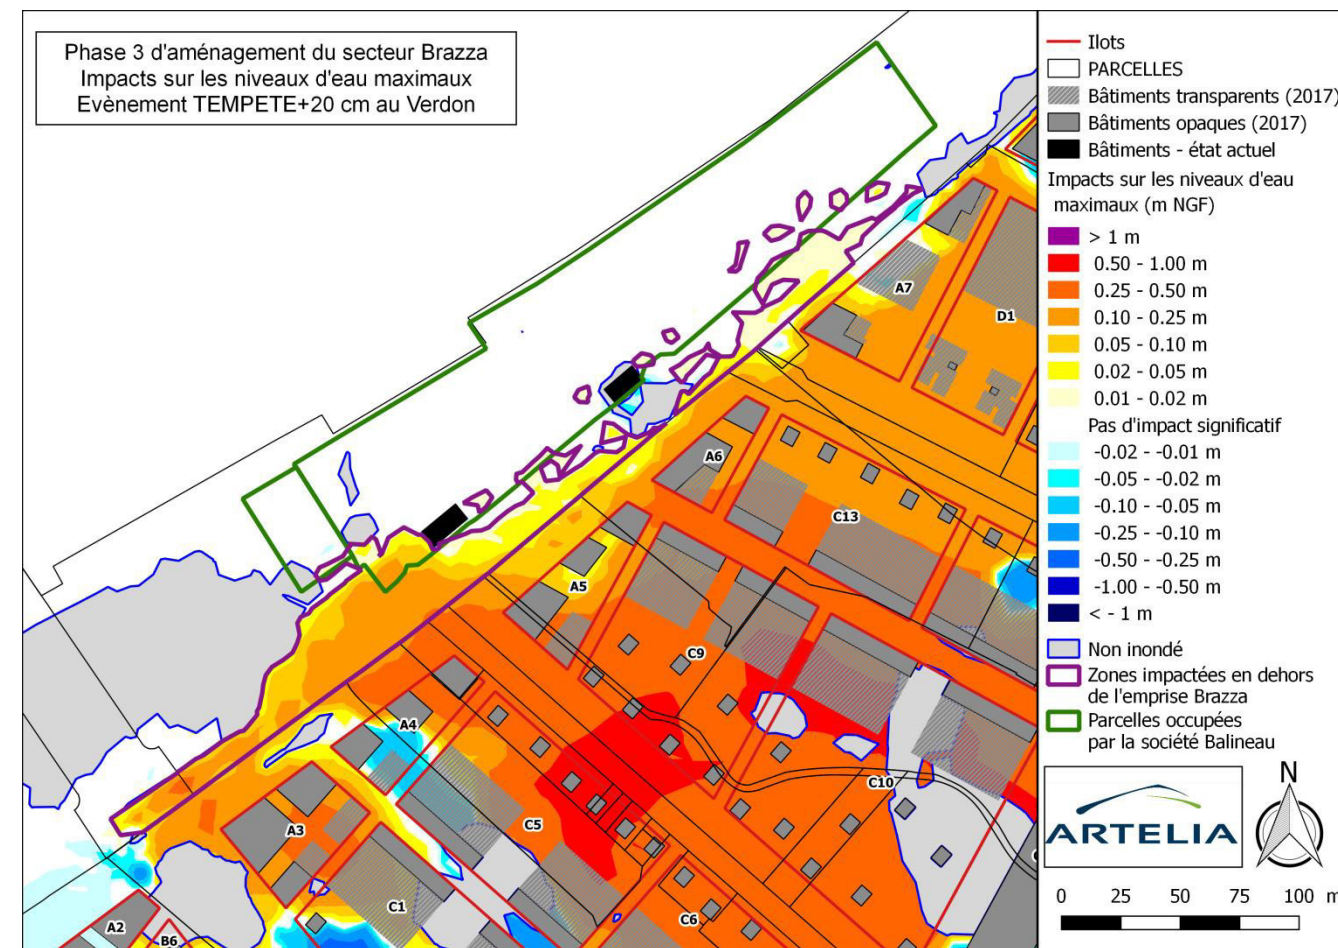 Phase 3 d'aménagement du secteur Brazza
Impacts sur les niveaux d'eau maximaux
Evènement TEMPETE+20 cm au Verdon
Ilots
PARCELLES
Bâtiments transparents (2017)
Bâtiments opaques (2017)
Bâtiments - état actuel
Impacts sur les niveaux d'eau
maximaux (m NGF)
> 1 m
0.50 - 1.00 m
0.25 - 0.50 m
0.10 - 0.25 m
0.05 - 0.10 m
0.02 - 0.05 m
0.01 - 0.02 m
Pas d'impact significatif
-0.02 - -0.01 m
-0.05 - -0.02 m
-0.10 - -0.05 m
-0.25 - -0.10 m
-0.50 - -0.25 m
-1.00 - -0.50 m
< - 1 m
Non inondé
Zones impactées en dehors
de l'emprise Brazza
Parcelles occupées
par la société Balineau
ARTELIA
N
0 25 50 75 100 m
A7
D1
A6
C13
A5
C9
A4
C10
C5
A3
C1
C6
A2
B6